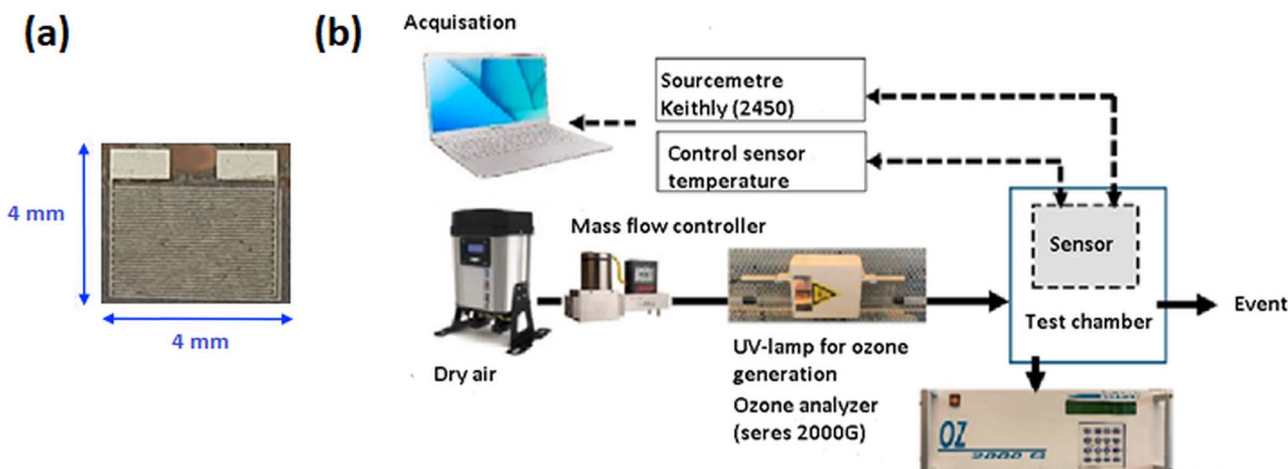 (a)
4 mm
4 mm
(b)
Acquisation
Sourcemetre
Keithly (2450)
Control sensor
temperature
Mass flow controller
Dry air
UV-lamp for ozone
generation
Ozone analyzer
(seres 2000G)
Sensor
Test chamber
Event
OZ
2000 G